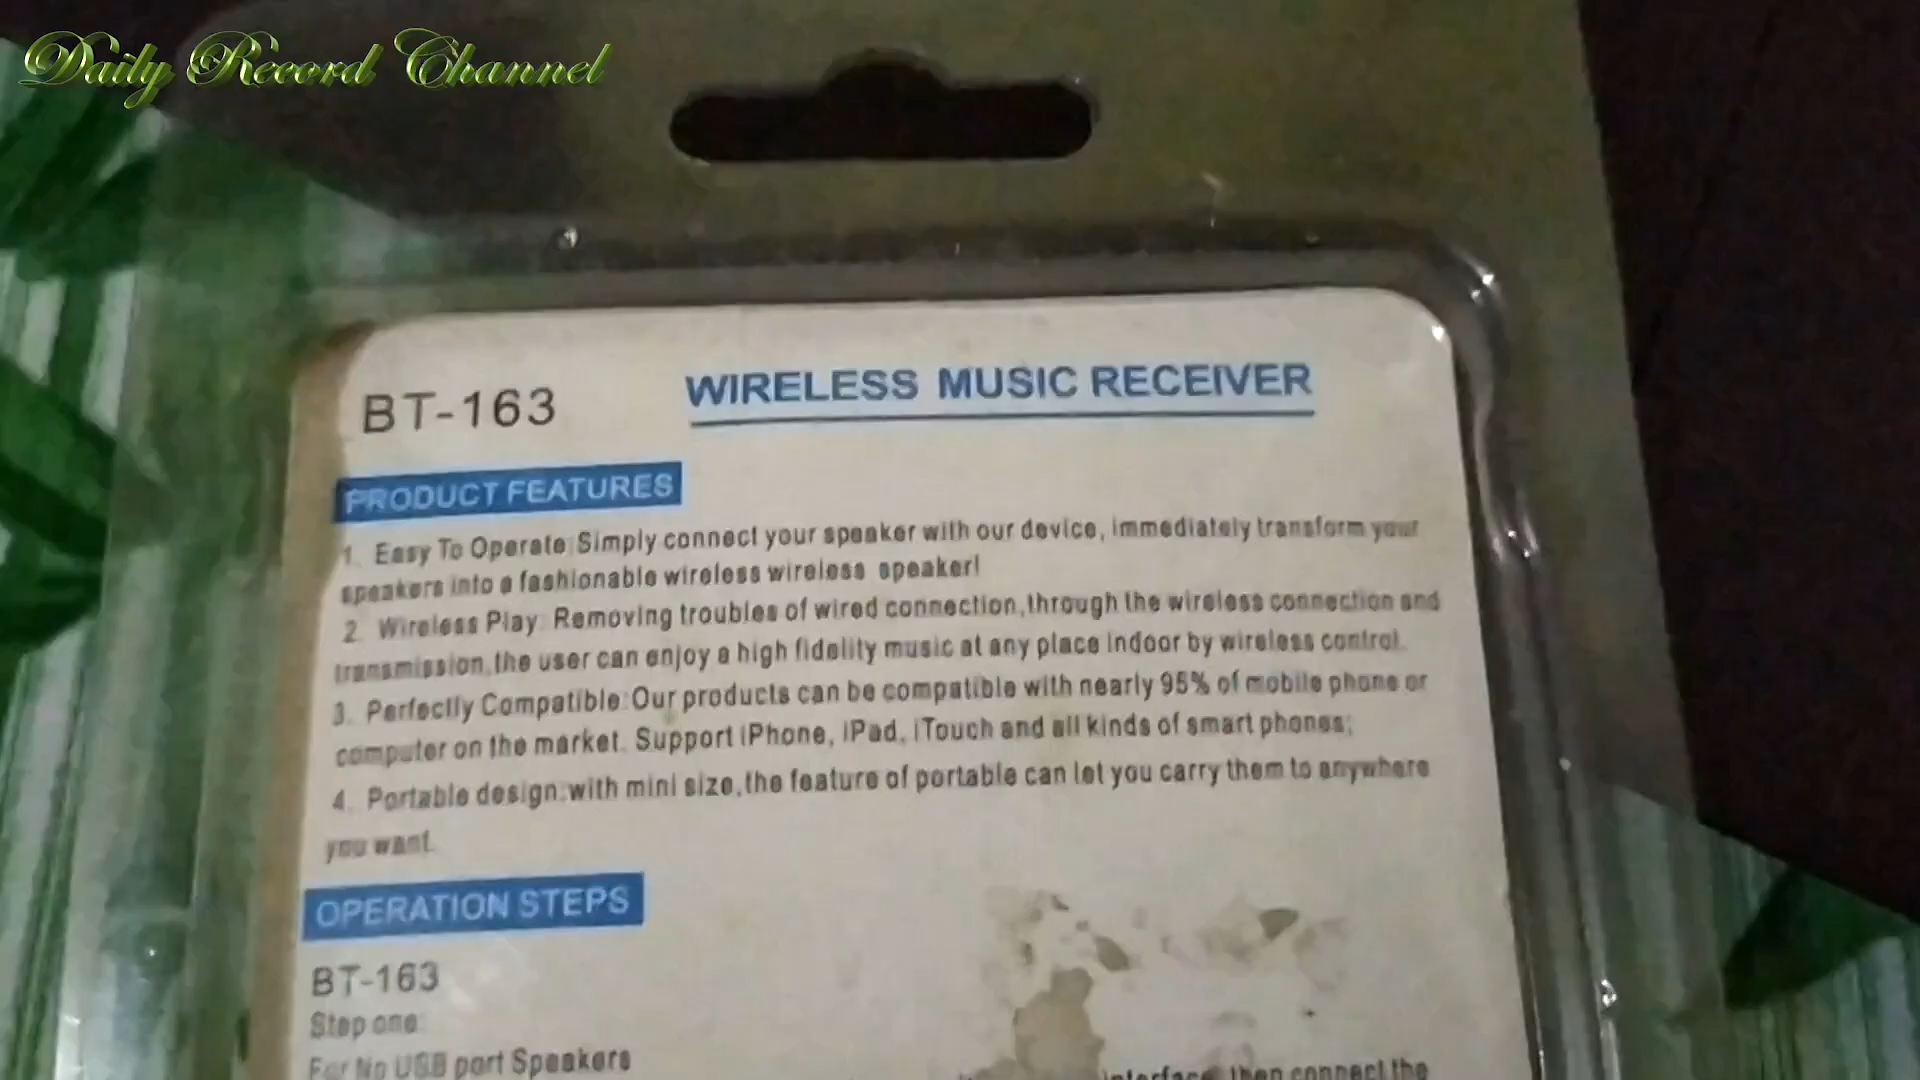 Daily Record Channel
BT-163
WIRELESS MUSIC RECEIVER
PRODUCT FEATURES
1. Easy To Operate:Simply connect your speaker with our device, immediately transform your
speakers into a fashionable wireless wireless speaker!
2. Wireless Play: Removing troubles of wired connection,through the wireless connection and
transmission,the user can enjoy a high fidelity music at any place indoor by wireless control.
3. Perfectly Compatible:Our products can be compatible with nearly 95% of mobile phone or
computer on the market. Support iPhone, iPad, iTouch and all kinds of smart phones;
4. Portable design:with mini size,the feature of portable can let you carry them to anywhere
you want.
OPERATION STEPS
BT-163
Step one:
For No USB port Speakers
interface, then connect the